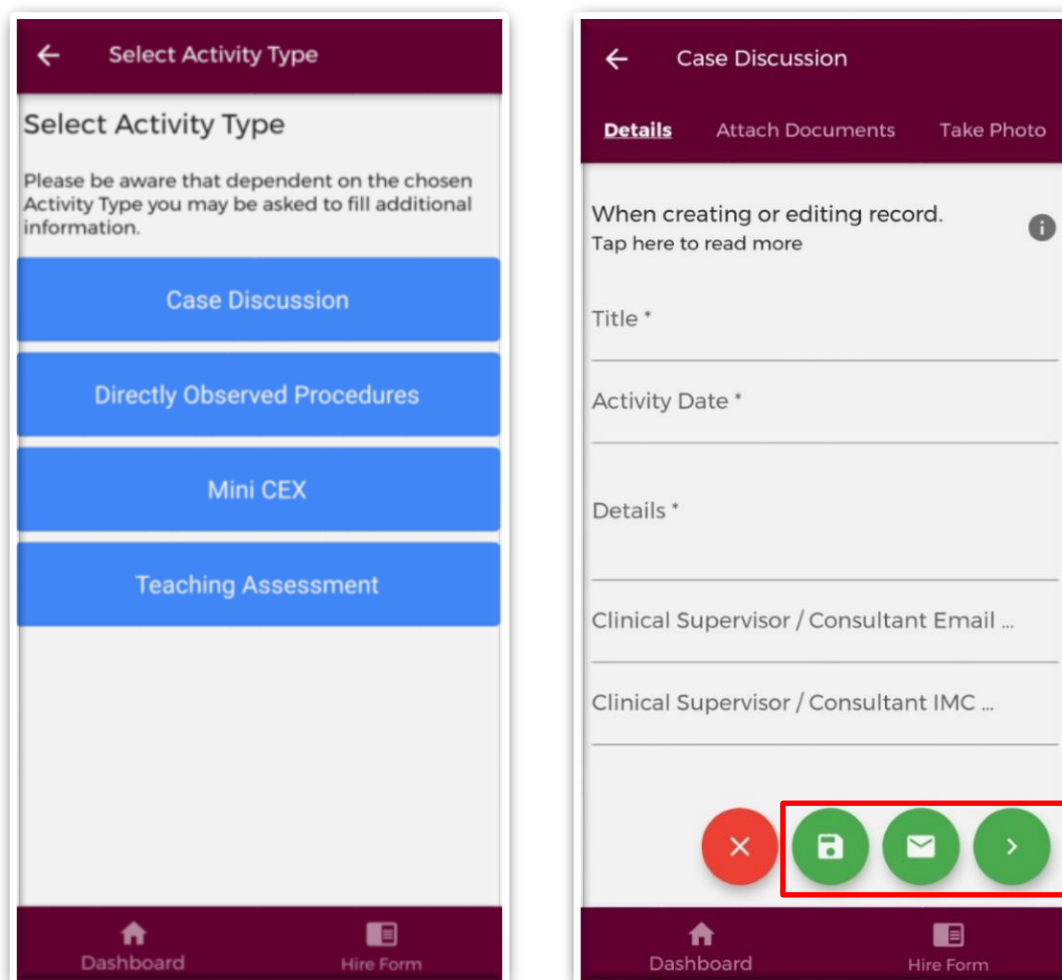 Select Activity Type
Select Activity Type
Please be aware that dependent on the chosen
Activity Type you may be asked to fill additional
information.
Case Discussion
Directly Observed Procedures
Mini CEX
Teaching Assessment
Dashboard
Hire Form
Case Discussion
Details
Attach Documents
Take Photo
When creating or editing record.
Tap here to read more
Title *
Activity Date *
Details *
Clinical Supervisor / Consultant Email ...
Clinical Supervisor / Consultant IMC ...
Dashboard
Hire Form